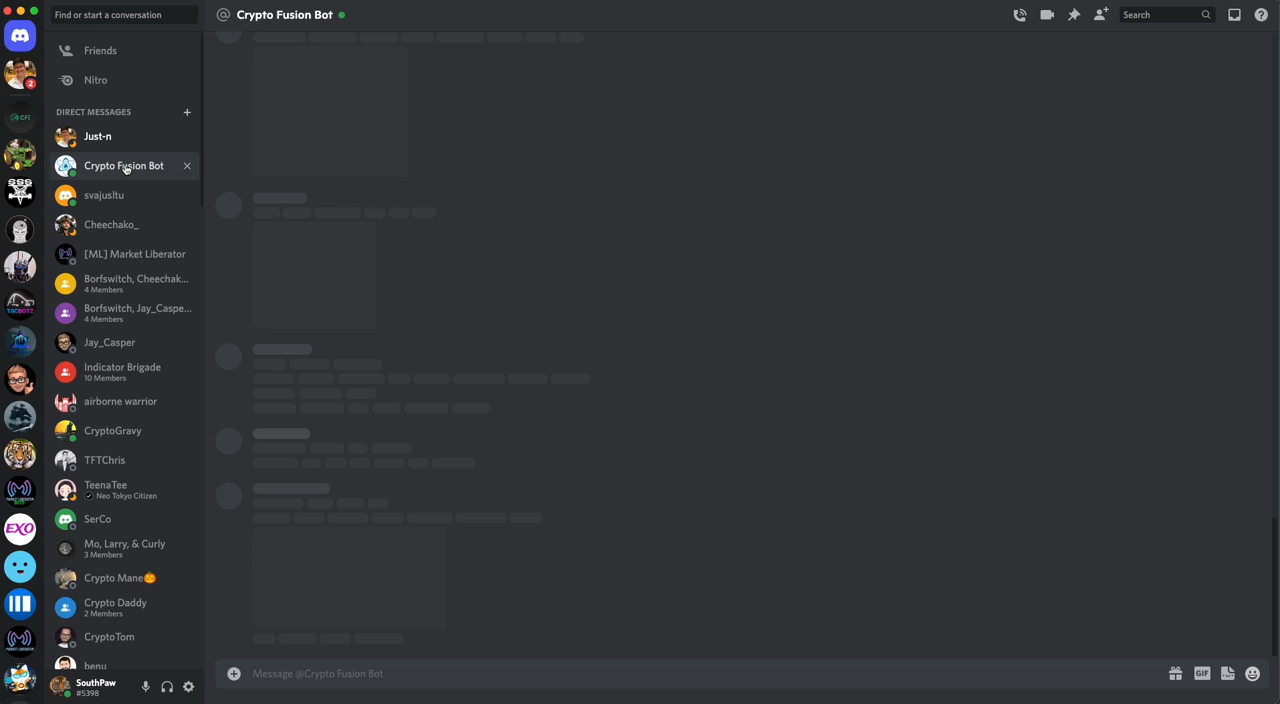 Find or start a conversation
Crypto Fusion Bot
Search
Friends
Nitro
2
DIRECT MESSAGES
CFT
Just-n
Crypto Fusion Bot
svajusltu
Cheechako_
[ML] Market Liberator
Borfswitch, Cheechak...
4 Members
Borfswitch, Jay_Caspe...
4 Members
Jay_Casper
Indicator Brigade
10 Members
airborne warrior
CryptoGravy
TFTChris
TeenaTee
Neo Tokyo Citizen
SerCo
EXO
Mo, Larry, & Curly
3 Members
Crypto Mane🎃
Crypto Daddy
2 Members
CryptoTom
benu
SouthPaw
#5398
Message @Crypto Fusion Bot
GIF